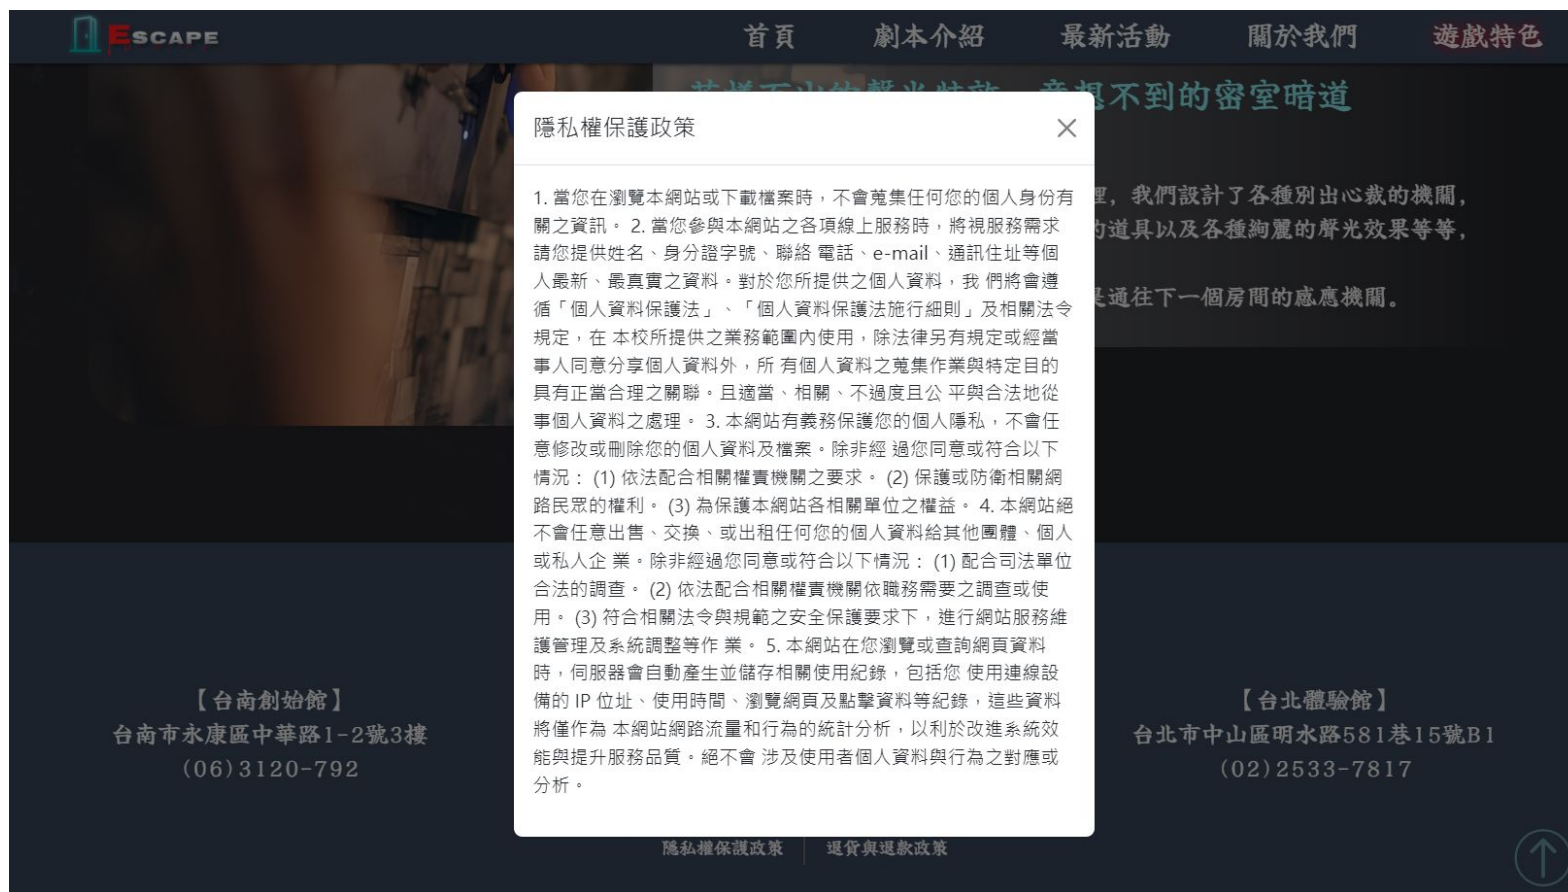 ESCAPE
首頁 劇本介紹 最新活動 關於我們 遊戲特色
不到的密室暗道
隱私權保護政策
1. 當您在瀏覽本網站或下載檔案時，不會蒐集任何您的個人身份有
關之資訊。 2. 當您參與本網站之各項線上服務時，將視服務需求
請您提供姓名、身分證字號、聯絡 電話、e-mail、通訊住址等個
人最新、最真實之資料。對於您所提供之個人資料，我 們將會遵
循「個人資料保護法」、「個人資料保護法施行細則」及相關法令
規定，在 本校所提供之業務範圍內使用，除法律另有規定或經當
事人同意分享個人資料外，所 有個人資料之蒐集作業與特定目的
具有正當合理之關聯。且適當、相關、不過度且公 平與合法地從
事個人資料之處理。 3. 本網站有義務保護您的個人隱私，不會任
意修改或刪除您的個人資料及檔案。除非經 過您同意或符合以下
情況： (1) 依法配合相關權責機關之要求。 (2) 保護或防衛相關網
路民眾的權利。 (3) 為保護本網站各相關單位之權益。 4. 本網站絕
不會任意出售、交換、或出租任何您的個人資料給其他團體、個人
或私人企 業。除非經過您同意或符合以下情況： (1) 配合司法單位
合法的調查。 (2) 依法配合相關權責機關依職務需要之調查或使
用。 (3) 符合相關法令與規範之安全保護要求下，進行網站服務維
護管理及系統調整等作 業。 5. 本網站在您瀏覽或查詢網頁資料
時，伺服器會自動產生並儲存相關使用紀錄，包括您 使用連線設
備的 IP 位址、使用時間、瀏覽網頁及點擊資料等紀錄，這些資料
將僅作為 本網站網路流量和行為的統計分析，以利於改進系統效
能與提升服務品質。絕不會 涉及使用者個人資料與行為之對應或
分析。
，我們設計了各種別出心裁的機關，
道具以及各種絢麗的聲光效果等等，
通往下一個房間的感應機關。
【台南創始館】
台南市永康區中華路1-2號3樓
(06)3120-792
【台北體驗館】
台北市中山區明水路581巷15號B1
(02)2533-7817
隱私權保護政策 退貨與退款政策